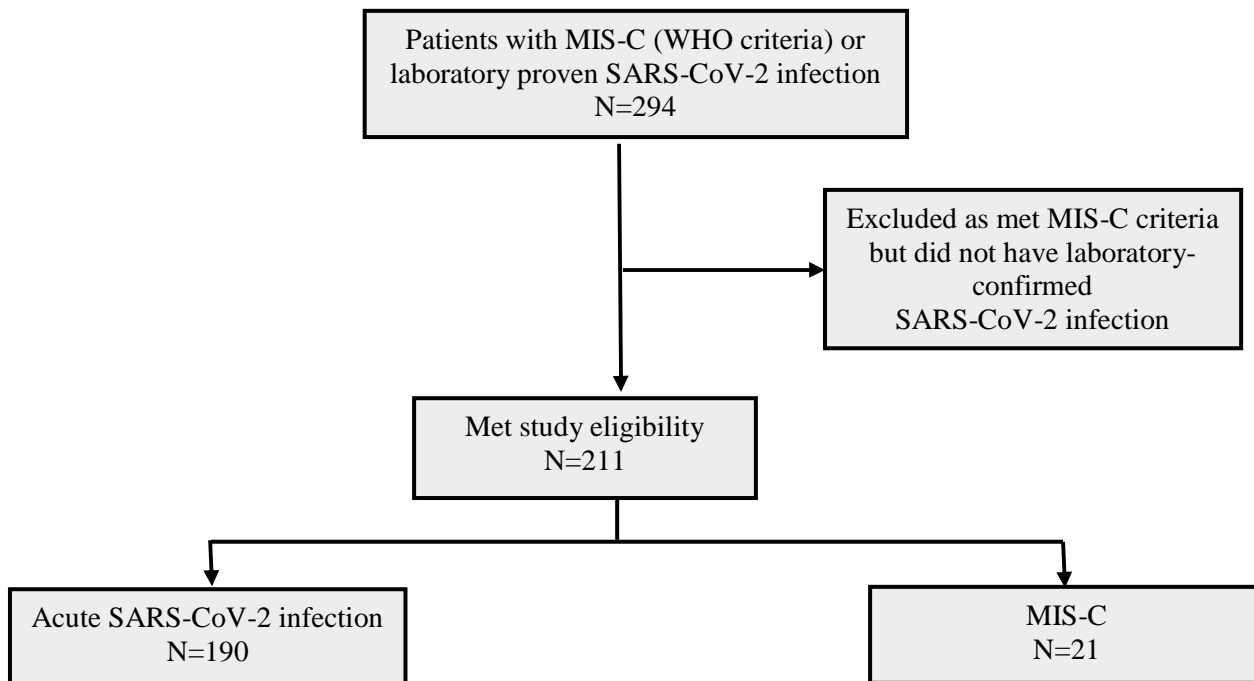 Patients with MIS-C (WHO criteria) or
laboratory proven SARS-CoV-2 infection
N=294
Excluded as met MIS-C criteria
but did not have laboratory-
confirmed
SARS-CoV-2 infection
Met study eligibility
N=211
Acute SARS-CoV-2 infection
N=190
MIS-C
N=21